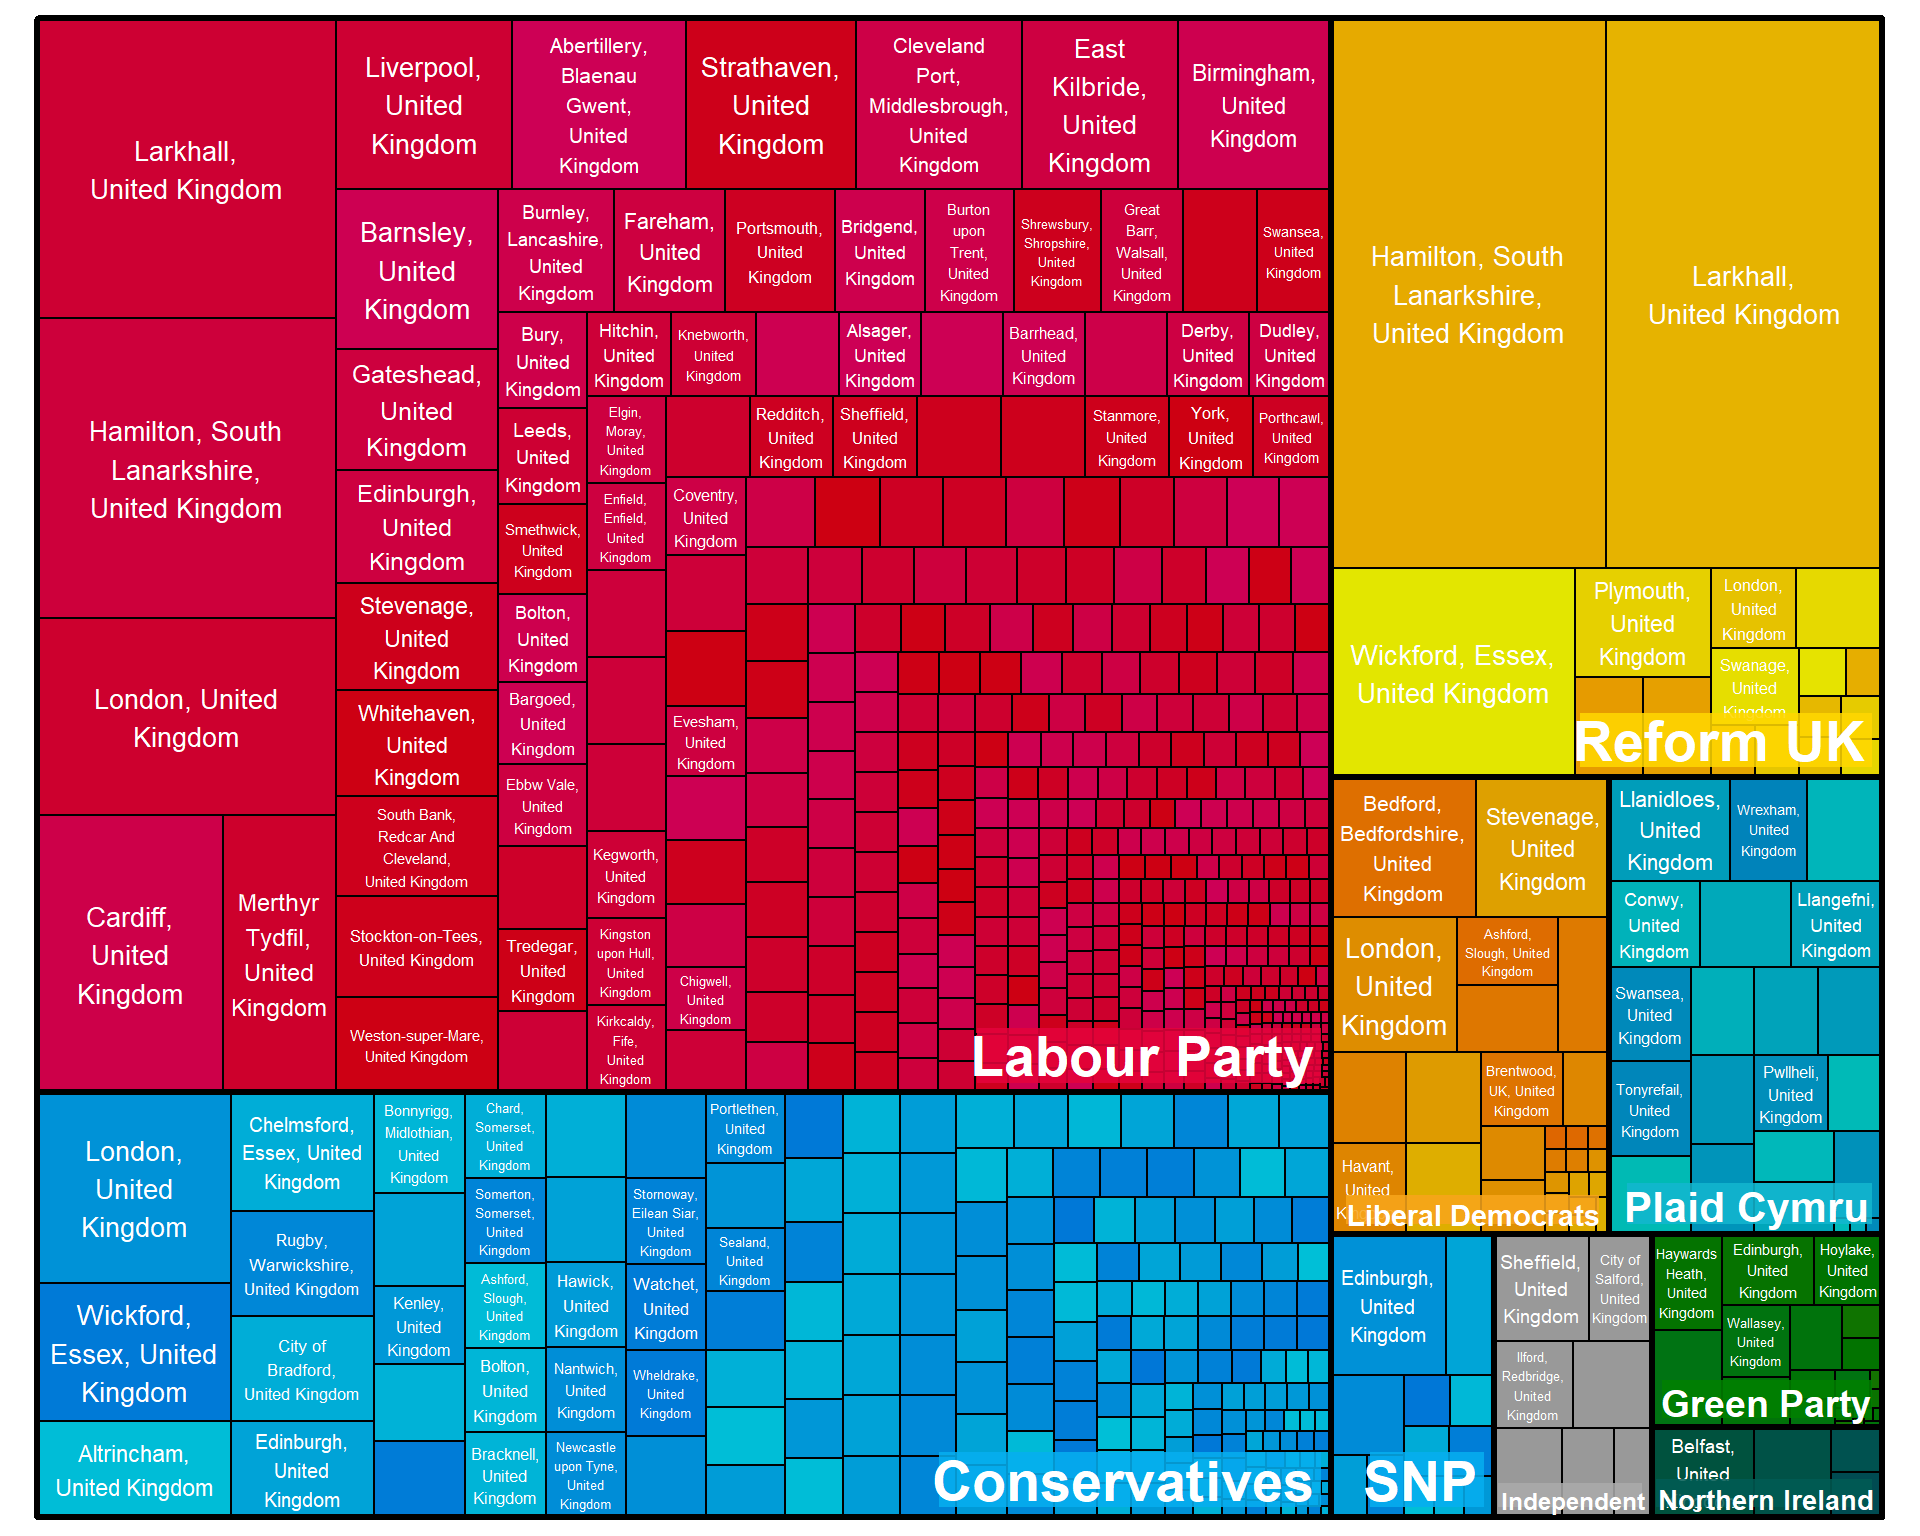 Larkhall,
United Kingdom
Hamilton, South
Lanarkshire,
United Kingdom
London, United
Kingdom
Cardiff,
United
Kingdom
Merthyr
Tydfil,
United
Kingdom
Liverpool,
United
Kingdom
Abertillery,
Blaenau
Gwent,
United
Kingdom
Strathaven,
United
Kingdom
Cleveland
Port,
Middlesbrough,
United
Kingdom
East
Kilbride,
United
Kingdom
Birmingham,
United
Kingdom
Barnsley,
United
Kingdom
Gateshead,
United
Kingdom
Edinburgh,
United
Kingdom
Stevenage,
United
Kingdom
Whitehaven,
United
Kingdom
South Bank,
Redcar And
Cleveland,
United Kingdom
Stockton-on-Tees,
United Kingdom
Weston-super-Mare,
United Kingdom
Burnley,
Lancashire,
United
Kingdom
Fareham,
United
Kingdom
Portsmouth,
United
Kingdom
Bridgend,
United
Kingdom
Burton
upon
Trent,
United
Kingdom
Shrewsbury,
Shropshire,
United
Kingdom
Great
Barr,
Walsall,
United
Kingdom
Swansea,
United
Kingdom
Bury,
United
Kingdom
Leeds,
United
Kingdom
Smethwick,
United
Kingdom
Bolton,
United
Kingdom
Bargoed,
United
Kingdom
Ebbw Vale,
United
Kingdom
Tredegar,
United
Kingdom
Hitchin,
United
Kingdom
Knebworth,
United
Kingdom
Alsager,
United
Kingdom
Barrhead,
United
Kingdom
Derby,
United
Kingdom
Dudley,
United
Kingdom
Elgin,
Moray,
United
Kingdom
Enfield,
Enfield,
United
Kingdom
Kegworth,
United
Kingdom
Kingston
upon Hull,
United
Kingdom
Kirkcaldy,
Fife,
United
Kingdom
Redditch,
United
Kingdom
Sheffield,
United
Kingdom
Stanmore,
United
Kingdom
York,
United
Kingdom
Porthcawl,
United
Kingdom
Coventry,
United
Kingdom
Evesham,
United
Kingdom
Chigwell,
United
Kingdom
Labour Party
London,
United
Kingdom
Wickford,
Essex, United
Kingdom
Altrincham,
United Kingdom
Chelmsford,
Essex, United
Kingdom
Rugby,
Warwickshire,
United Kingdom
City of
Bradford,
United Kingdom
Edinburgh,
United
Kingdom
Bonnyrigg,
Midlothian,
United
Kingdom
Kenley,
United
Kingdom
Chard,
Somerset,
United
Kingdom
Somerton,
Somerset,
United
Kingdom
Ashford,
Slough,
United
Kingdom
Bolton,
United
Kingdom
Bracknell,
United
Kingdom
Hawick,
United
Kingdom
Nantwich,
United
Kingdom
Newcastle
upon Tyne,
United
Kingdom
Stornoway,
Eilean Siar,
United
Kingdom
Watchet,
United
Kingdom
Wheldrake,
United
Kingdom
Portlethen,
United
Kingdom
Sealand,
United
Kingdom
Conservatives
Hamilton, South
Lanarkshire,
United Kingdom
Larkhall,
United Kingdom
Wickford, Essex,
United Kingdom
Plymouth,
United
Kingdom
London,
United
Kingdom
Swanage,
United
Kingdom
Reform UK
Bedford,
Bedfordshire,
United
Kingdom
Stevenage,
United
Kingdom
London,
United
Kingdom
Ashford,
Slough, United
Kingdom
Brentwood,
UK, United
Kingdom
Havant,
United
Liberal Democrats
Llanidloes,
United
Kingdom
Wrexham,
United
Kingdom
Conwy,
United
Kingdom
Llangefni,
United
Kingdom
Swansea,
United
Kingdom
Tonyrefail,
United
Kingdom
Pwllheli,
United
Kingdom
Plaid Cymru
Edinburgh,
United
Kingdom
SNP
Sheffield,
United
Kingdom
City of
Salford,
United
Kingdom
Ilford,
Redbridge,
United
Kingdom
Independent
Haywards
Heath,
United
Kingdom
Edinburgh,
United
Kingdom
Hoylake,
United
Kingdom
Wallasey,
United
Kingdom
Green Party
Belfast,
United
Northern Ireland